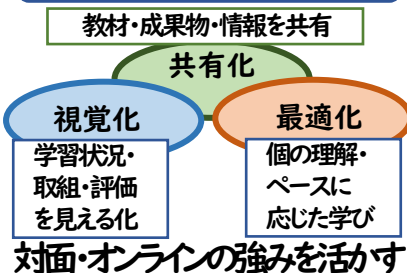 教材・成果物・情報を共有
共有化
視覚化
最適化
学習状況・
取組・評価
を見える化
個の理解・
ペースに
応じた学び
対面・オンラインの強みを活かす